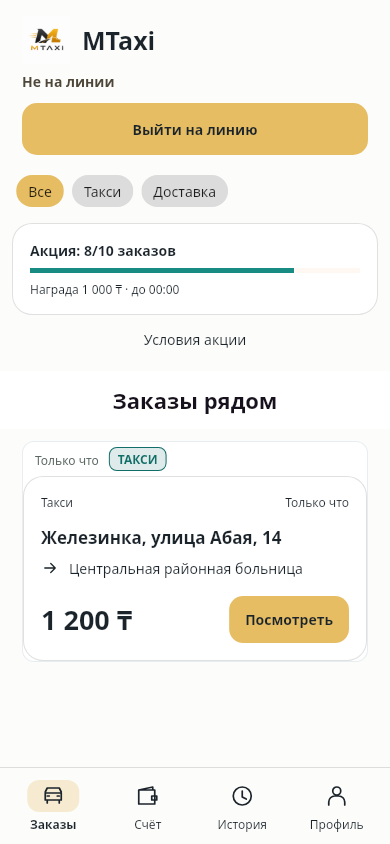 MTAXI
MTaxi
Не на линии
Выйти на линию
Все
Такси
Доставка
Акция: 8/10 заказов
Награда 1 000 ₸ · до 00:00
Условия акции
Заказы рядом
Только что
ТАКСИ
Такси
Только что
Железинка, улица Абая, 14
→ Центральная районная больница
1 200 ₸
Посмотреть
Заказы
Счёт
История
Профиль